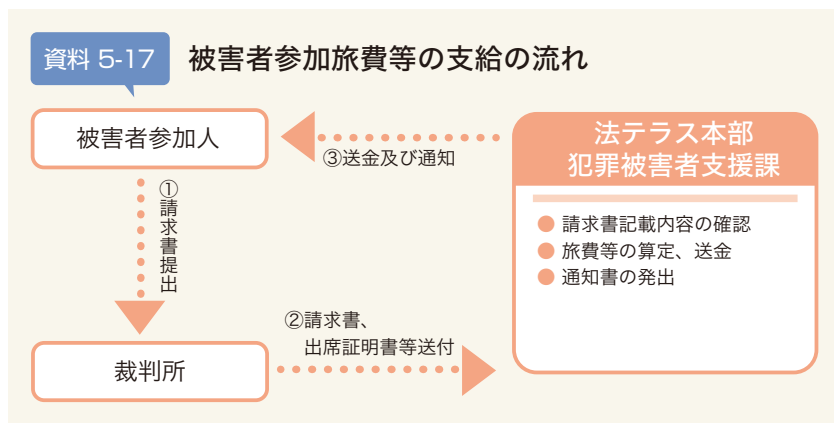 資料 5-17
被害者参加旅費等の支給の流れ
被害者参加人
③送金及び通知
法テラス本部
犯罪被害者支援課
● 請求書記載内容の確認
● 旅費等の算定、送金
● 通知書の発出
①請求書提出
②請求書、
出席証明書等送付
裁判所